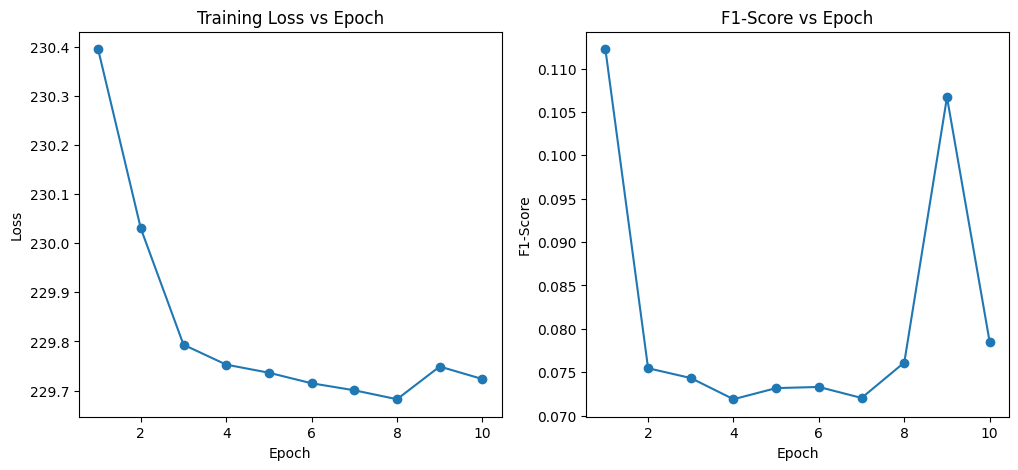 Training Loss vs Epoch
230.4
230.3
230.2
230.1
230.0
229.9
229.8
229.7
Loss
2 4 6 8 10
Epoch
F1-Score vs Epoch
0.110
0.105
0.100
0.095
0.090
0.085
0.080
0.075
0.070
F1-Score
2 4 6 8 10
Epoch